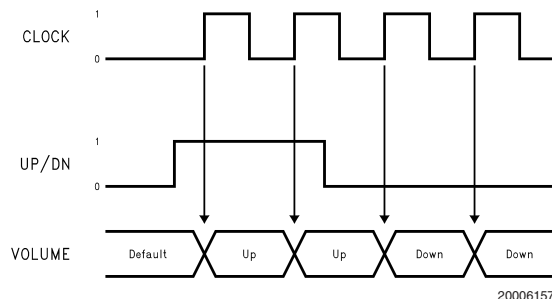 CLOCK
1
0
UP/DN
1
0
VOLUME
Default Up Up Down Down
20006157